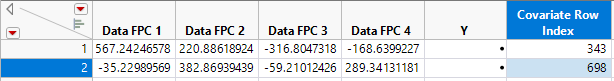 Data FPC 1 Data FPC 2 Data FPC 3 Data FPC 4 Y Covariate Row Index
1 567.24246578 220.88618924 -316.8047318 -168.6399227 • 343
2 -35.22989569 382.86939439 -59.21012426 289.34131181 • 698